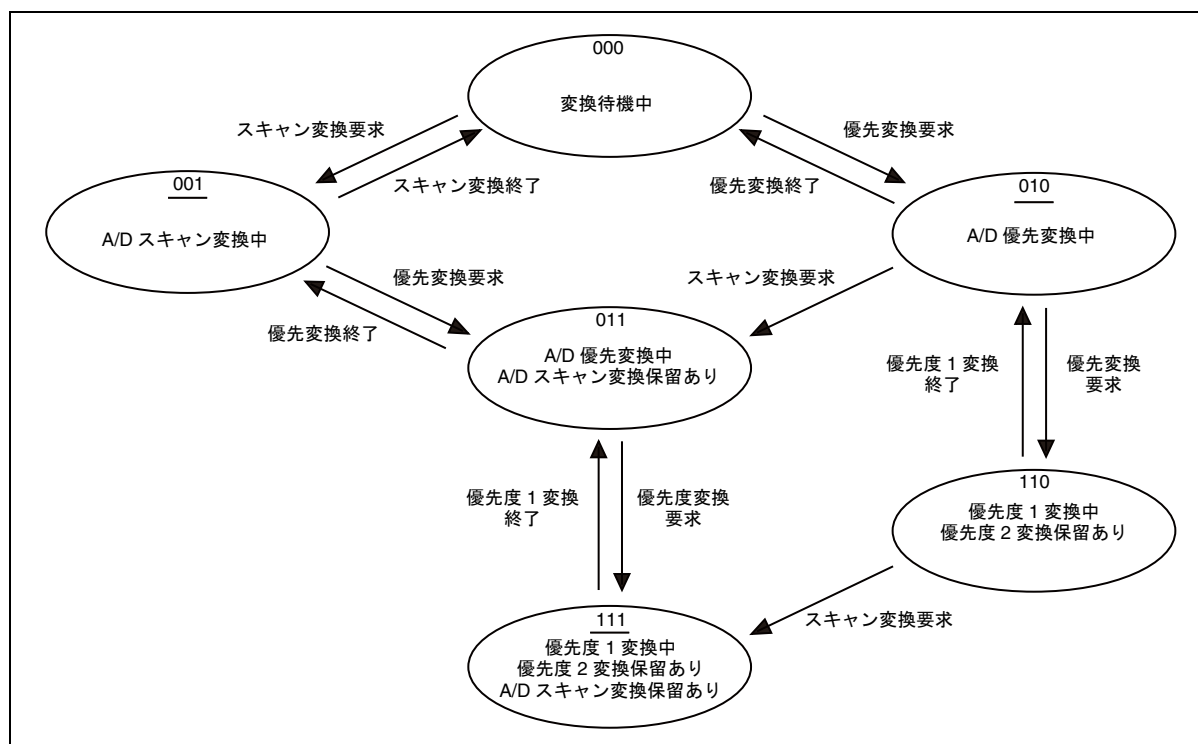 000
変換待機中
スキャン変換要求
優先変換要求
スキャン変換終了
優先変換終了
001
A/D スキャン変換中
010
A/D 優先変換中
優先変換要求
スキャン変換要求
優先変換終了
011
A/D 優先変換中
A/D スキャン変換保留あり
優先度 1 変換
終了
優先変換
要求
優先度 1 変換
終了
優先度変換
要求
110
優先度 1 変換中
優先度 2 変換保留あり
スキャン変換要求
111
優先度 1 変換中
優先度 2 変換保留あり
A/D スキャン変換保留あり